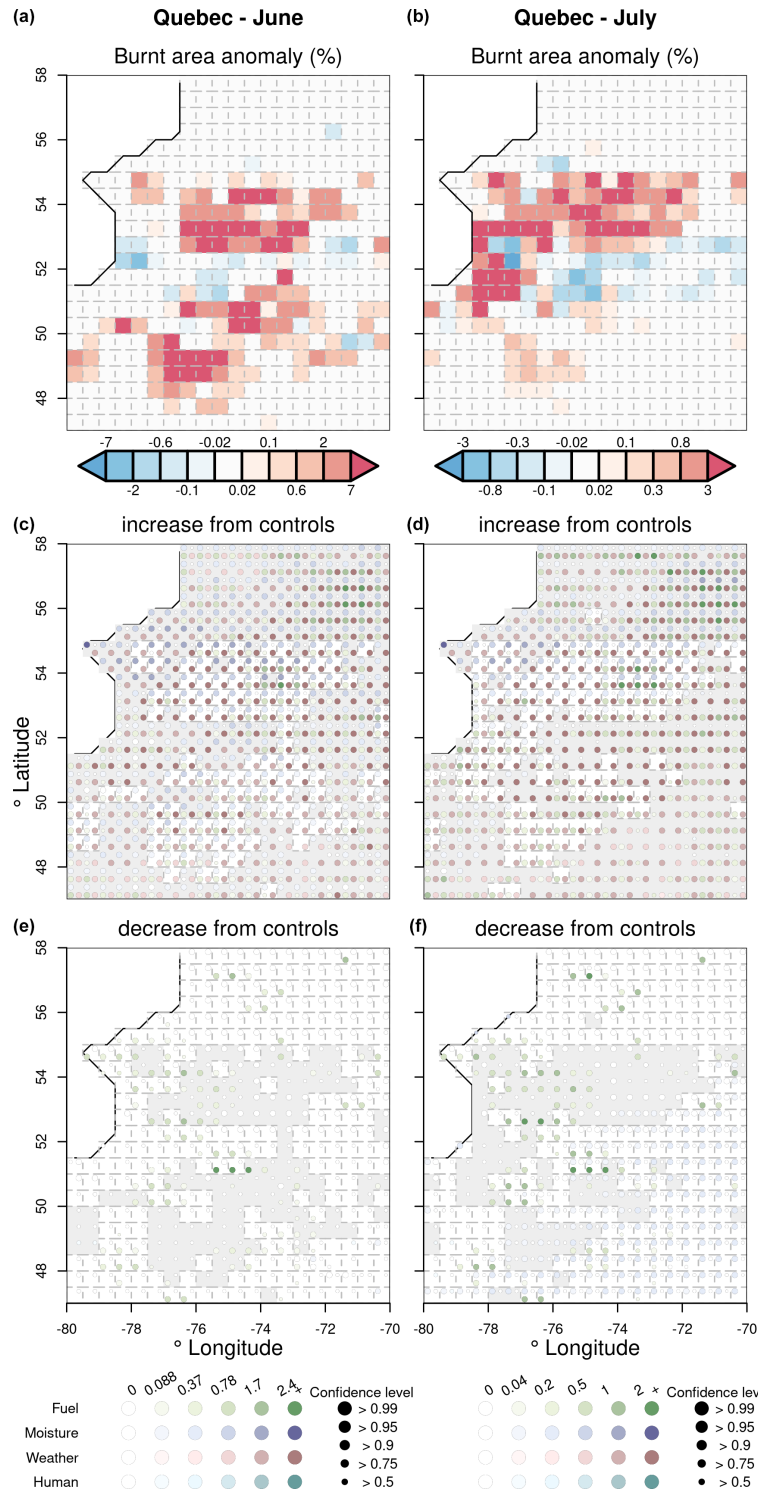 (a) Quebec - June (b) Quebec - July
Burnt area anomaly (%) Burnt area anomaly (%)
58
56
54
52
50
48
-7 -0.6 -0.02 0.1 2 -3 -0.3 -0.02 0.1 0.8
-2 -0.1 0.02 0.6 7 -0.8 -0.1 0.02 0.3 3
(c) increase from controls (d) increase from controls
58
56
54
52
50
48
° Latitude
(e) decrease from controls (f) decrease from controls
58
56
54
52
50
48
-80 -78 -76 -74 -72 -70 -80 -78 -76 -74 -72 -70
° Longitude ° Longitude
0 0.088 0.37 0.78 1.7 2.4+ Confidence level 0 0.04 0.2 0.5 1 2 + Confidence level
Fuel > 0.99 > 0.99
Moisture > 0.95 > 0.95
Weather > 0.9 > 0.9
> 0.75 > 0.75
Human > 0.5 > 0.5